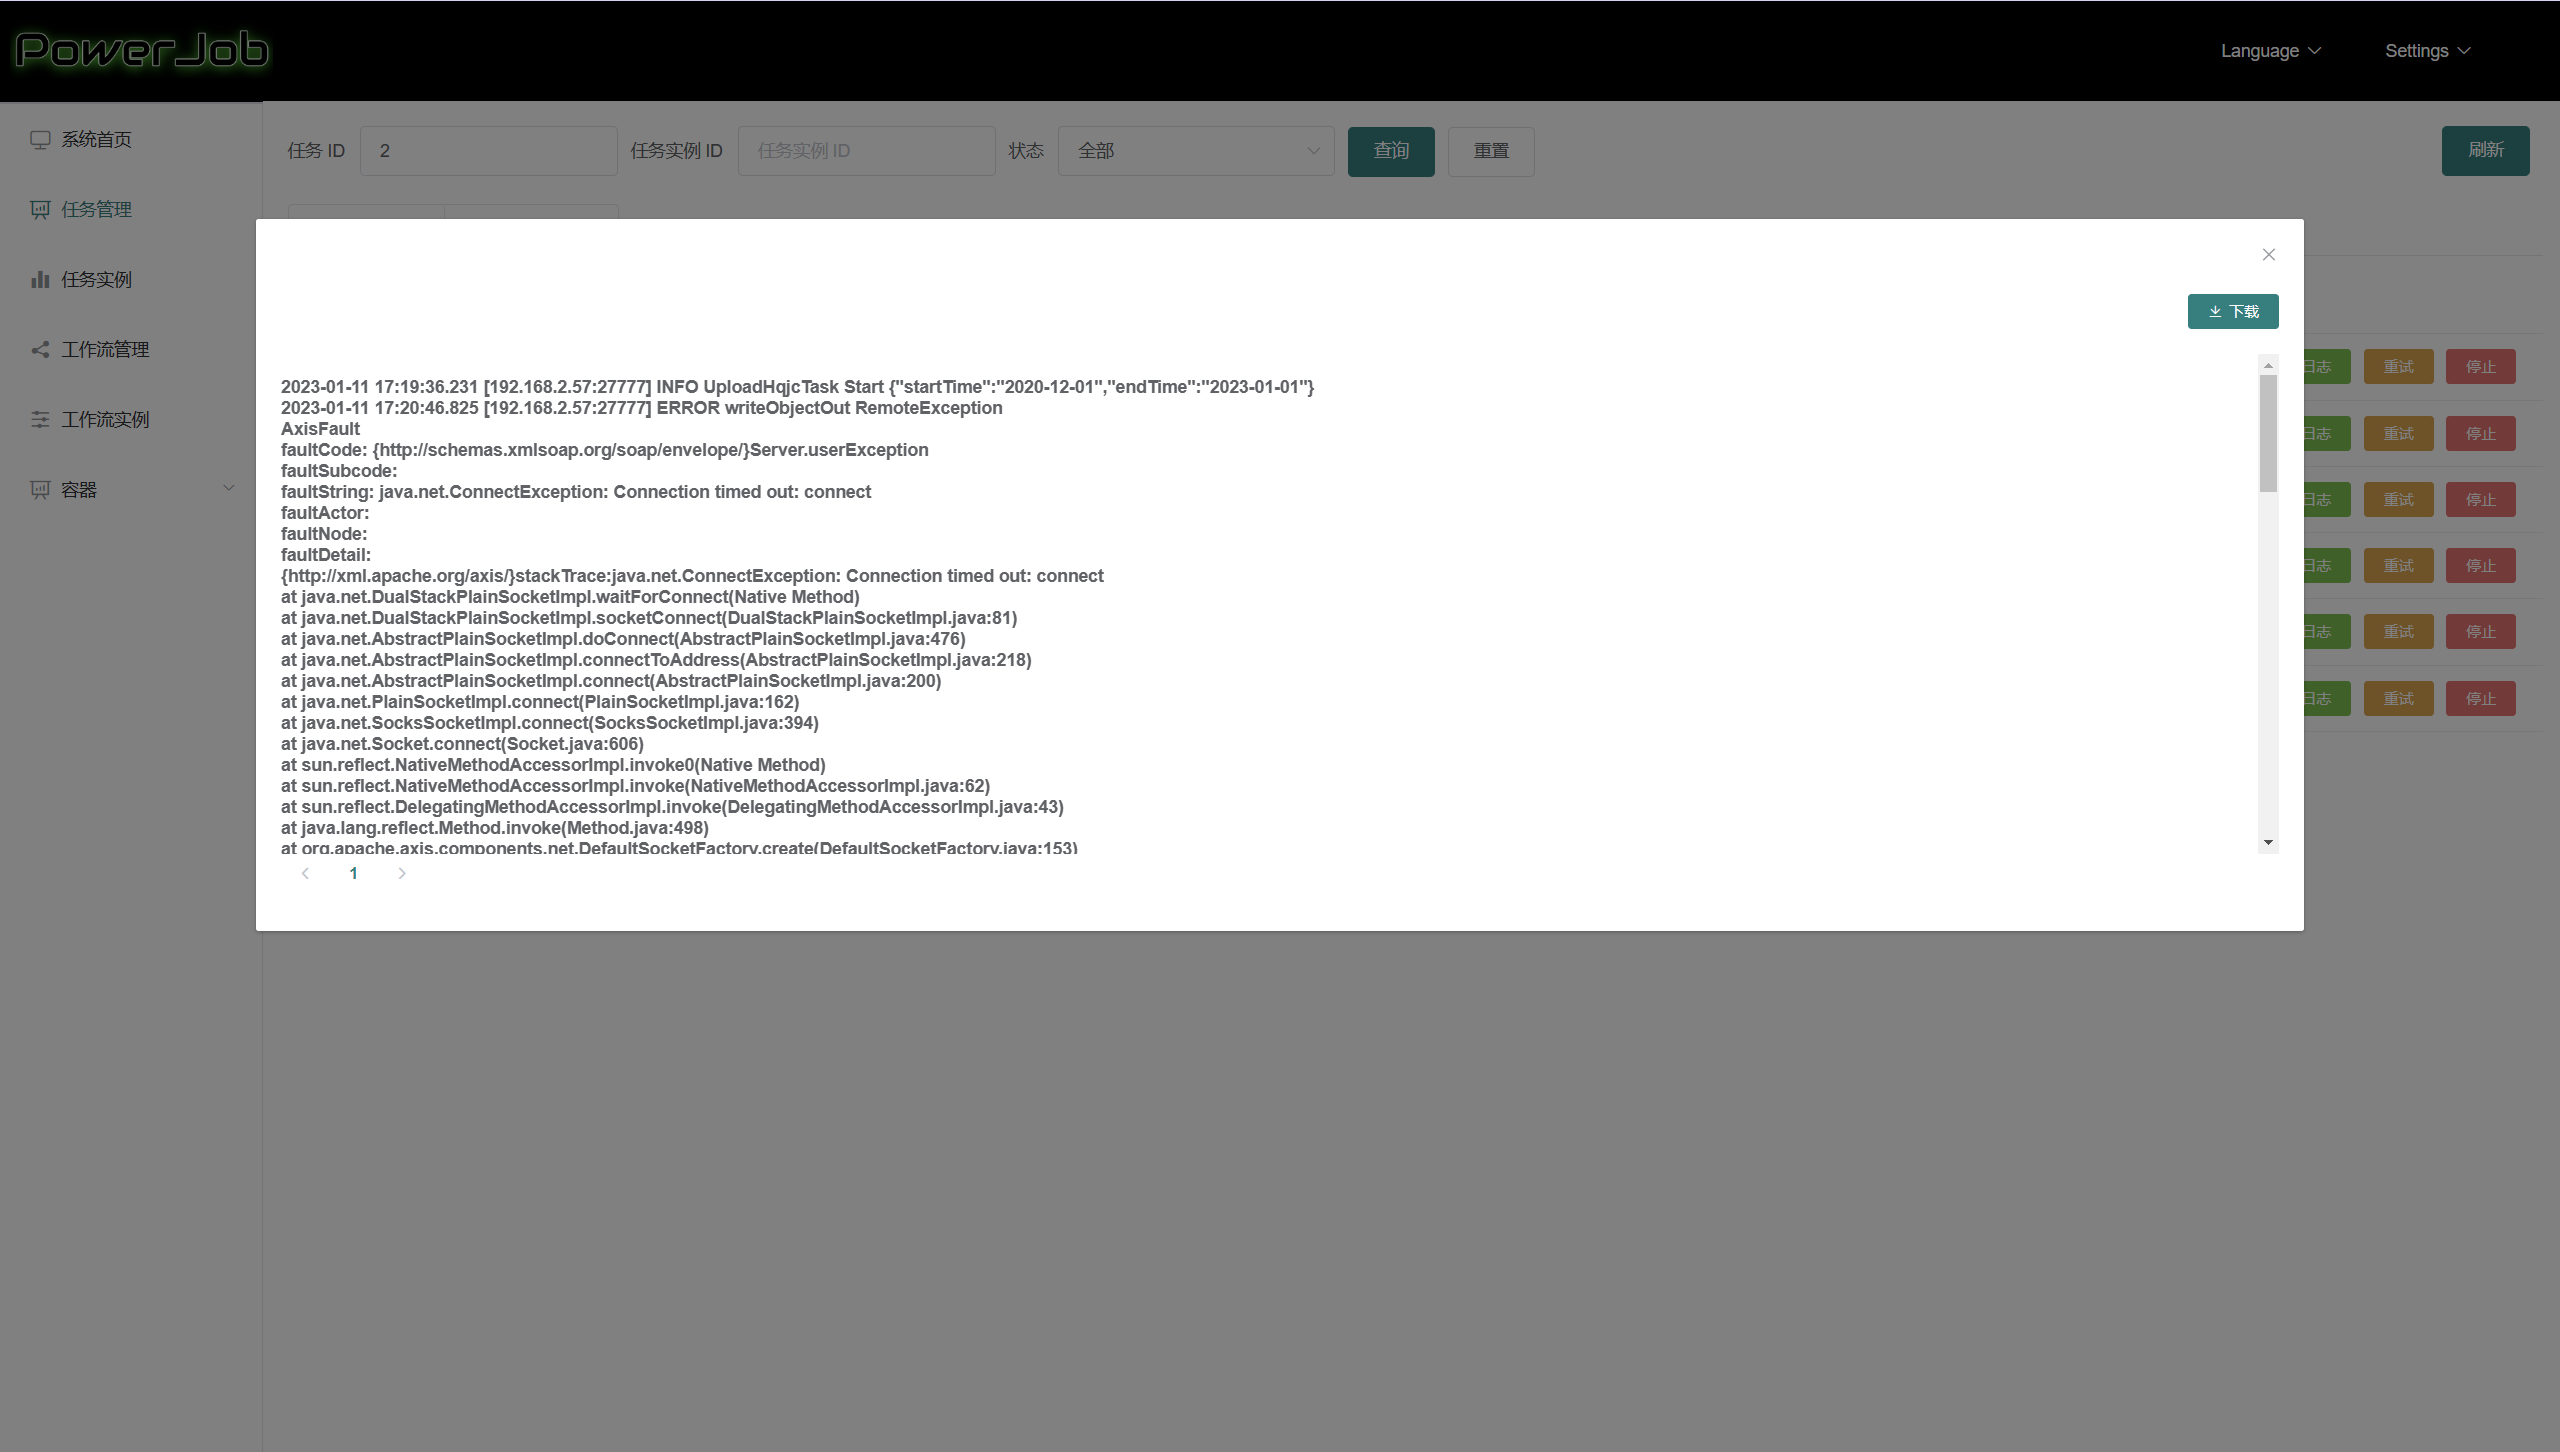 PowerJob
Language
Settings
系统首页
任务管理
任务实例
工作流管理
工作流实例
容器
任务 ID
2
任务实例 ID
任务实例 ID
状态
全部
查询
重置
刷新
下载
2023-01-11 17:19:36.231 [192.168.2.57:27777] INFO UploadHqjcTask Start {"startTime":"2020-12-01","endTime":"2023-01-01"}
2023-01-11 17:20:46.825 [192.168.2.57:27777] ERROR writeObjectOut RemoteException
AxisFault
faultCode: {http://schemas.xmlsoap.org/soap/envelope/}Server.userException
faultSubcode:
faultString: java.net.ConnectException: Connection timed out: connect
faultActor:
faultNode:
faultDetail:
{http://xml.apache.org/axis/}stackTrace:java.net.ConnectException: Connection timed out: connect
at java.net.DualStackPlainSocketImpl.waitForConnect(Native Method)
at java.net.DualStackPlainSocketImpl.socketConnect(DualStackPlainSocketImpl.java:81)
at java.net.AbstractPlainSocketImpl.doConnect(AbstractPlainSocketImpl.java:476)
at java.net.AbstractPlainSocketImpl.connectToAddress(AbstractPlainSocketImpl.java:218)
at java.net.AbstractPlainSocketImpl.connect(AbstractPlainSocketImpl.java:200)
at java.net.PlainSocketImpl.connect(PlainSocketImpl.java:162)
at java.net.SocksSocketImpl.connect(SocksSocketImpl.java:394)
at java.net.Socket.connect(Socket.java:606)
at sun.reflect.NativeMethodAccessorImpl.invoke0(Native Method)
at sun.reflect.NativeMethodAccessorImpl.invoke(NativeMethodAccessorImpl.java:62)
at sun.reflect.DelegatingMethodAccessorImpl.invoke(DelegatingMethodAccessorImpl.java:43)
at java.lang.reflect.Method.invoke(Method.java:498)
at org.apache.axis.components.net.DefaultSocketFactory.create(DefaultSocketFactory.java:153)
1
日志 重试 停止
日志 重试 停止
日志 重试 停止
日志 重试 停止
日志 重试 停止
日志 重试 停止